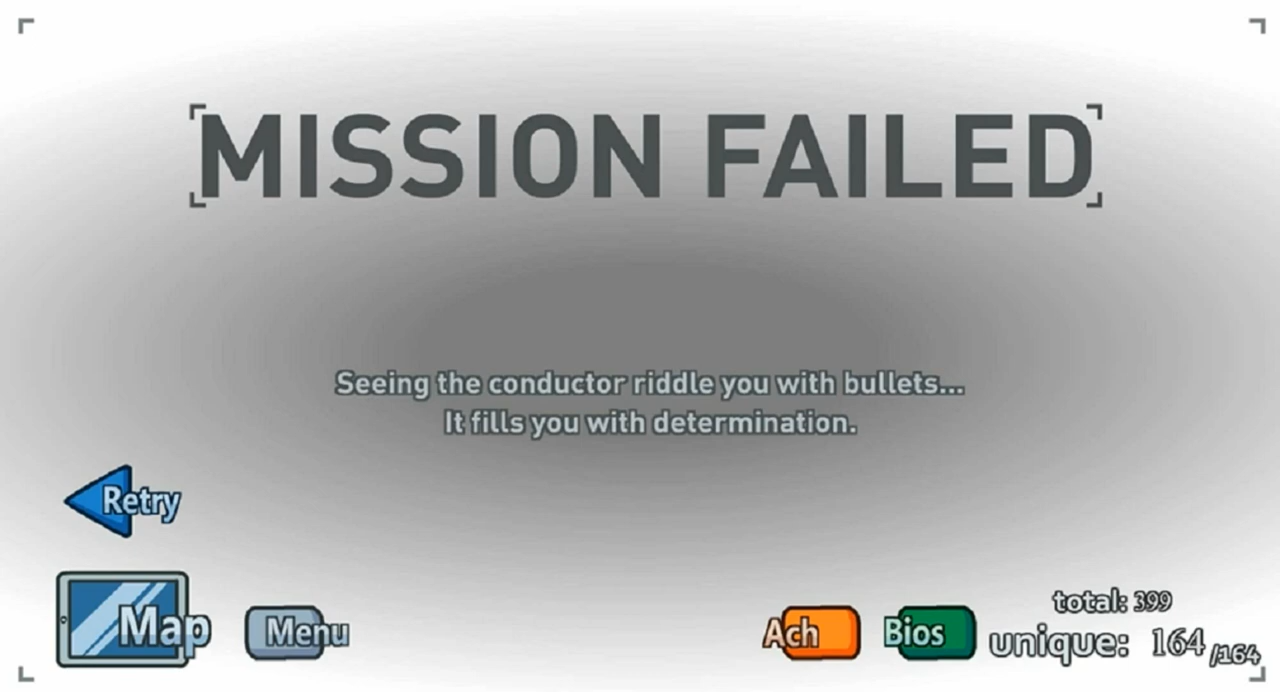 MISSION FAILED
Seeing the conductor riddle you with bullets...
It fills you with determination.
Retry
Map
Menu
Ach
Bios
total: 399
unique: 164 /164